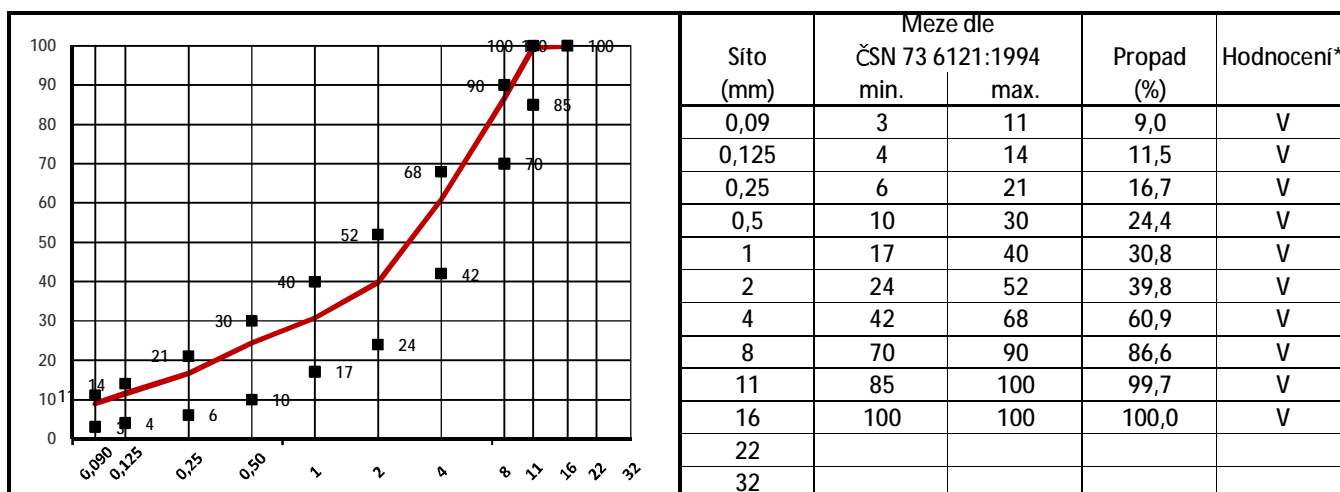 100
90
80
70
60
50
40
30
20
10
0
100 100 100
90
85
68
70
52
40
42
30
24
21
17
14
11
10
6
4
3
0,090 0,125 0,25 0,50 1 2 4 8 11 16 22 32
Meze dle
Síto ČSN 73 6121:1994 Propad Hodnocení*
(mm) min. max. (%)
0,09 3 11 9,0 V
0,125 4 14 11,5 V
0,25 6 21 16,7 V
0,5 10 30 24,4 V
1 17 40 30,8 V
2 24 52 39,8 V
4 42 68 60,9 V
8 70 90 86,6 V
11 85 100 99,7 V
16 100 100 100,0 V
22
32